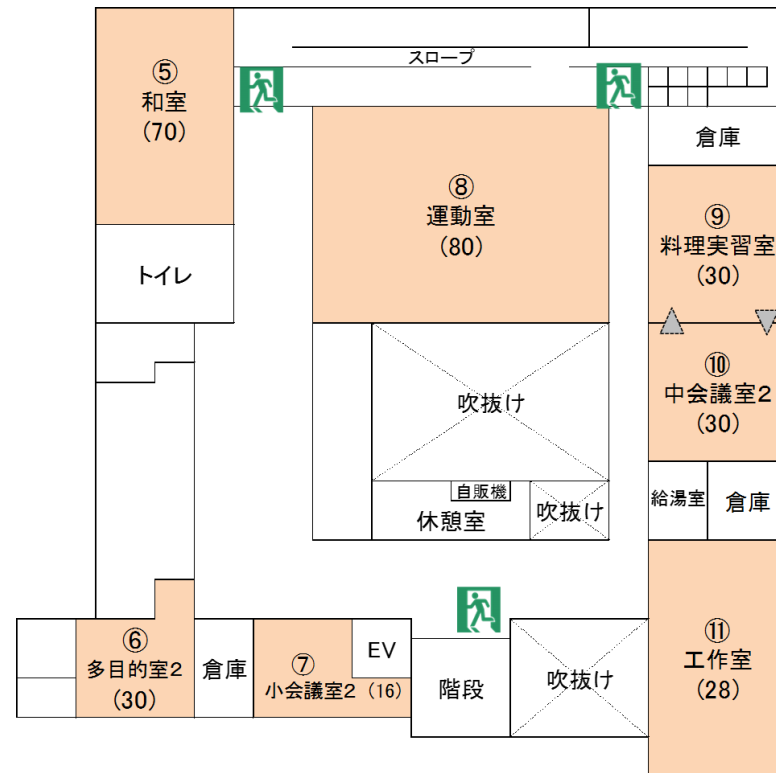 スロープ
⑤
和室
(70)
倉庫
⑧
運動室
(80)
⑨
料理実習室
(30)
トイレ
⑩
中会議室2
(30)
吹抜け
自販機
休憩室
吹抜け
給湯室
倉庫
⑥
多目的室2
(30)
倉庫
⑦
小会議室2 (16)
EV
階段
吹抜け
⑪
工作室
(28)